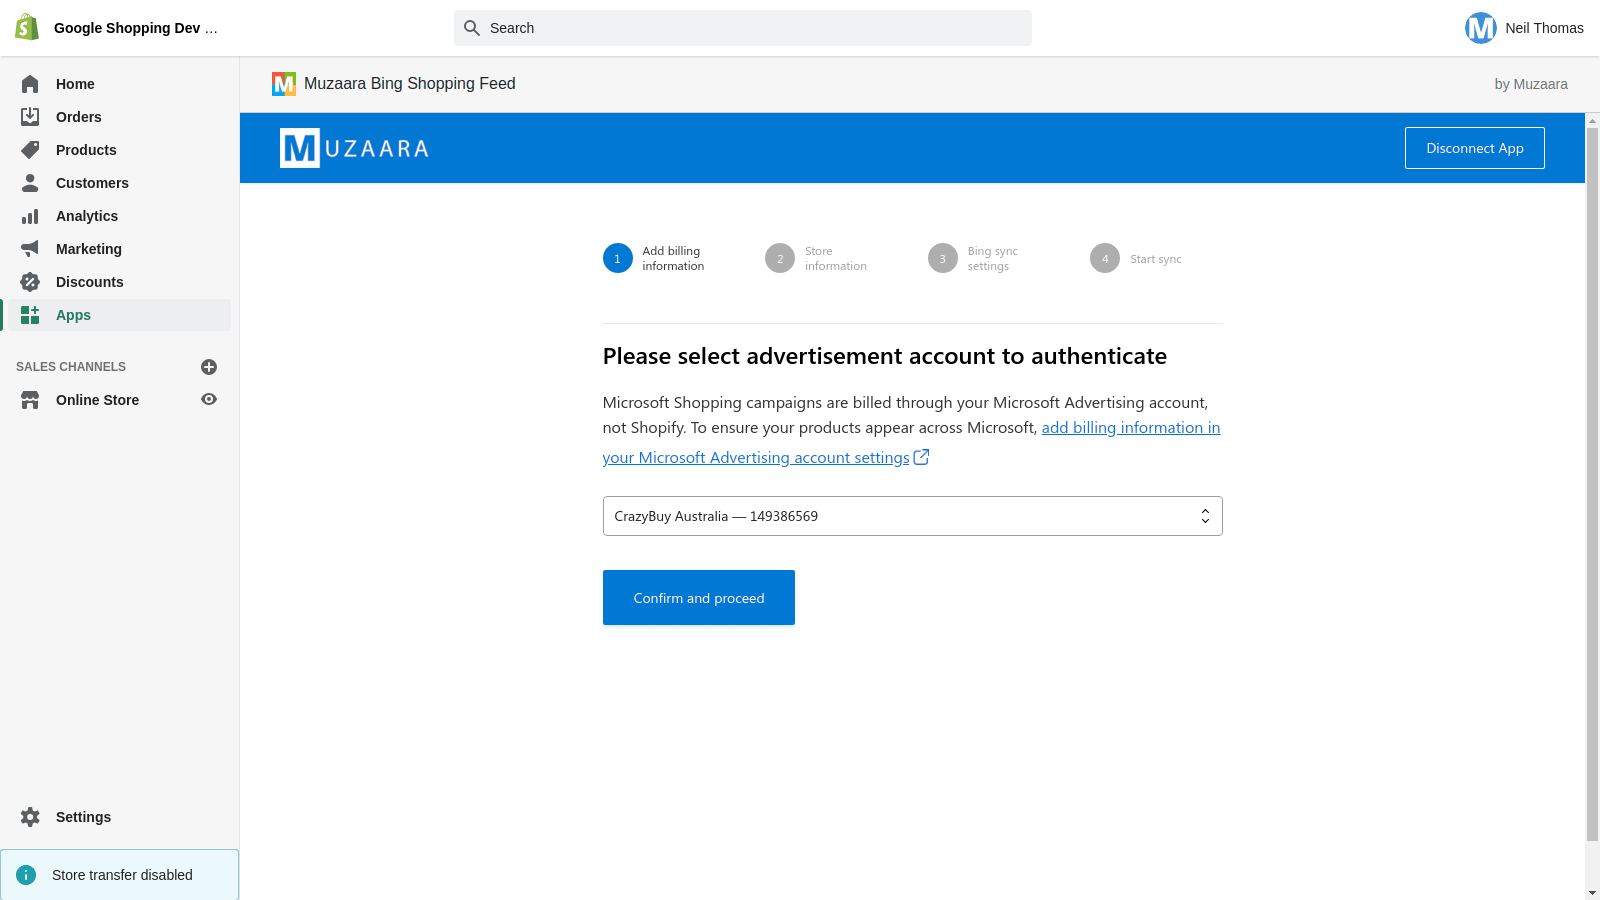 Google Shopping Dev …
Search
Neil Thomas
Home
Orders
Products
Customers
Analytics
Marketing
Discounts
Apps
SALES CHANNELS
Online Store
Settings
Store transfer disabled
Muzaara Bing Shopping Feed
by Muzaara
MUZAARA
Disconnect App
1
Add billing
information
2
Store
information
3
Bing sync
settings
4
Start sync
Please select advertisement account to authenticate
Microsoft Shopping campaigns are billed through your Microsoft Advertising account,
not Shopify. To ensure your products appear across Microsoft, add billing information in
your Microsoft Advertising account settings
CrazyBuy Australia — 149386569
Confirm and proceed